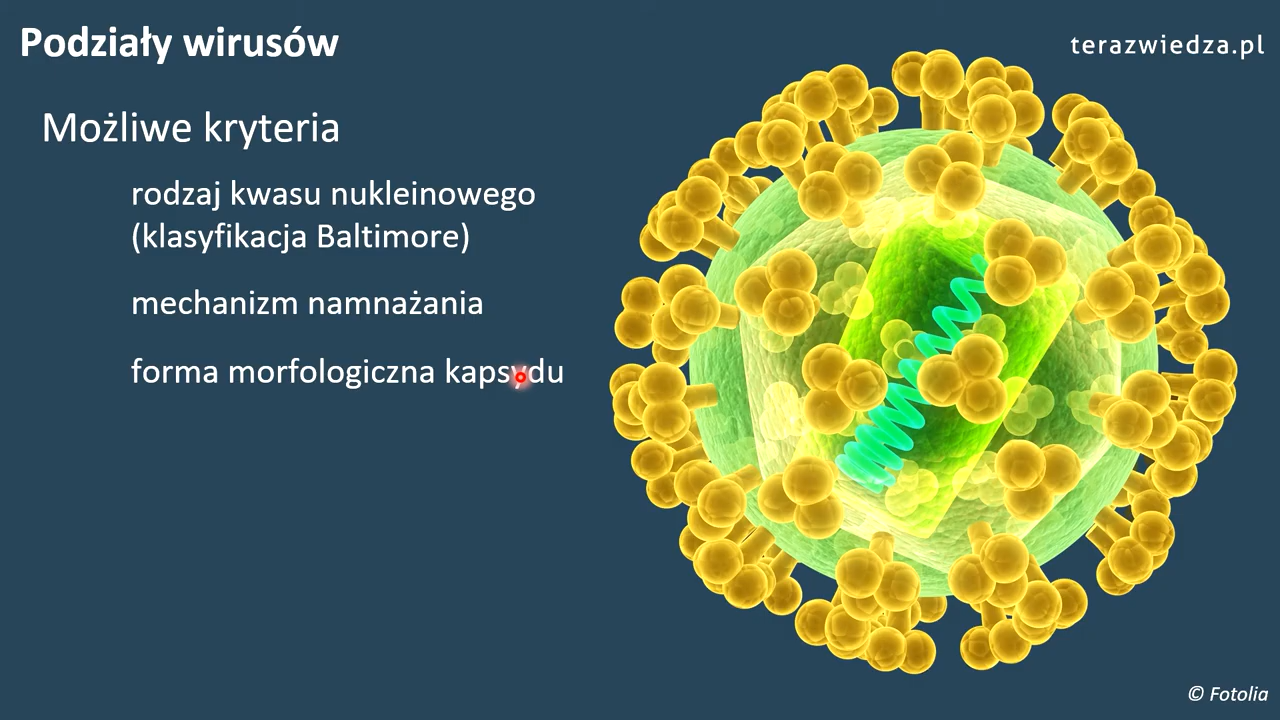 Podziały wirusów
terazwiedza.pl
Możliwe kryteria
rodzaj kwasu nukleinowego
(klasyfikacja Baltimore)
mechanizm namnażania
forma morfologiczna kapsydu
© Fotolia